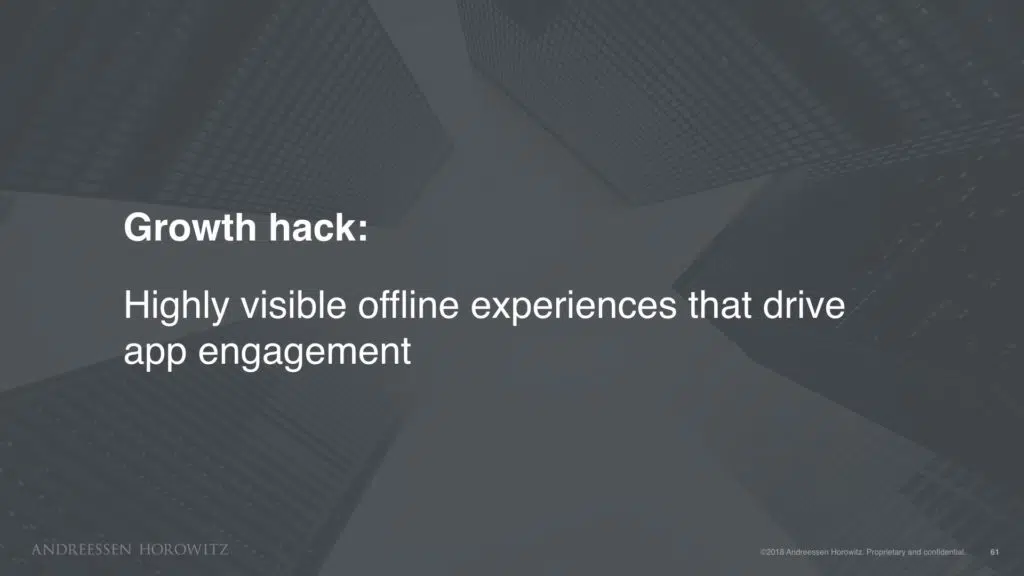 Growth hack:
Highly visible offline experiences that drive
app engagement
ANDREESSEN HOROWITZ
©2018 Andreessen Horowitz. Proprietary and confidential.
61